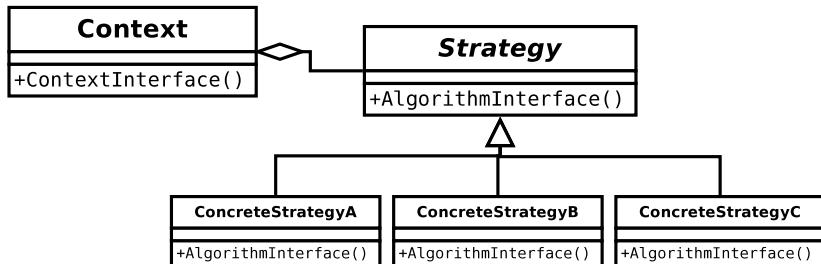 Context
+ContextInterface()
Strategy
+AlgorithmInterface()
ConcreteStrategyA
+AlgorithmInterface()
ConcreteStrategyB
+AlgorithmInterface()
ConcreteStrategyC
+AlgorithmInterface()